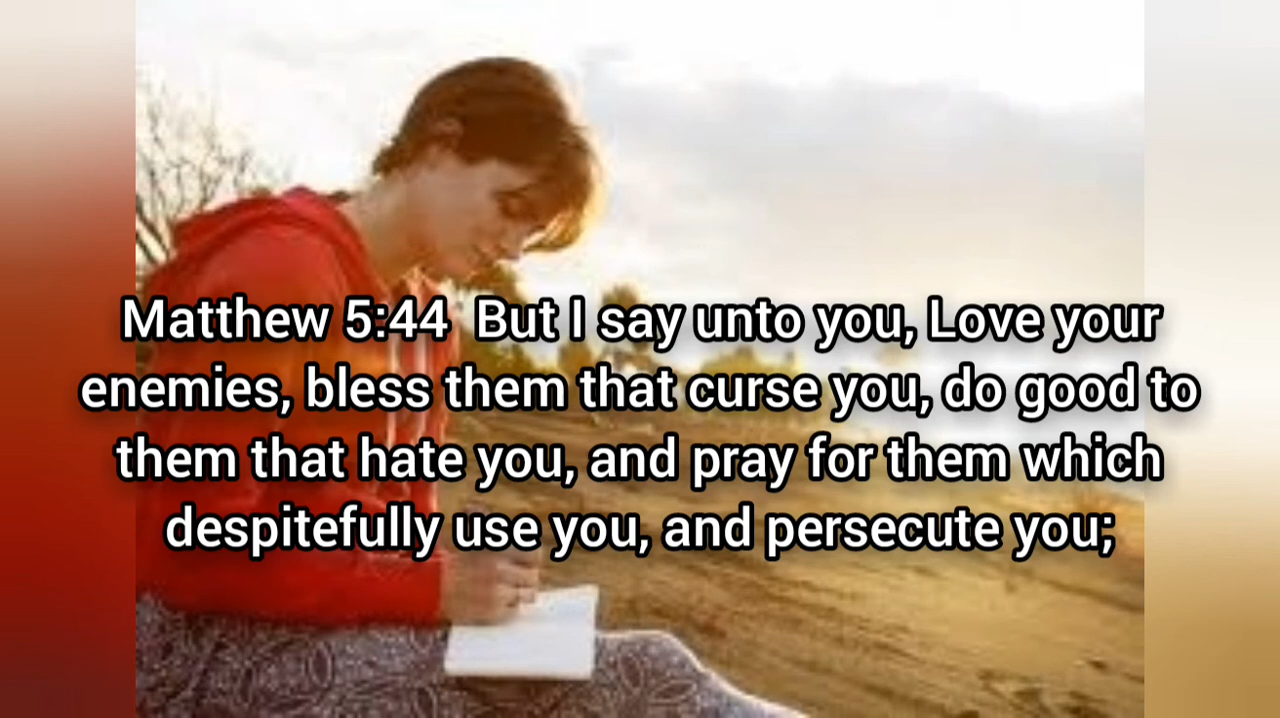 Matthew 5:44  But I say unto you, Love your
enemies, bless them that curse you, do good to
them that hate you, and pray for them which
despitefully use you, and persecute you;